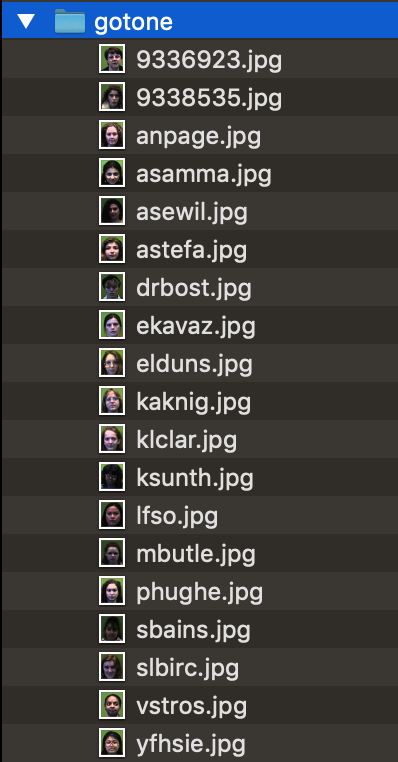 gotone
9336923.jpg
9338535.jpg
anpage.jpg
asamma.jpg
asewil.jpg
astefa.jpg
drbost.jpg
ekavaz.jpg
elduns.jpg
kaknig.jpg
klclar.jpg
ksunth.jpg
lfso.jpg
mbutle.jpg
phughe.jpg
sbains.jpg
slbirc.jpg
vstros.jpg
yfhsie.jpg